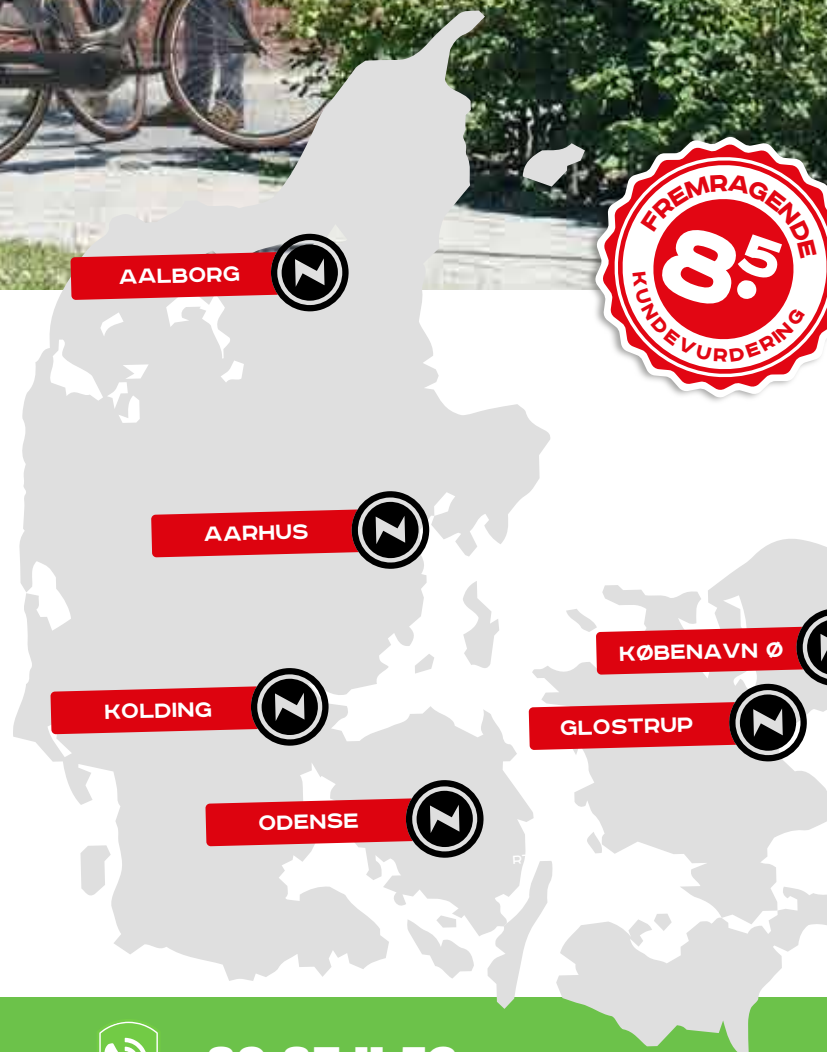 FREMRAGENDE
8.5
KUNDEVURDERING
AALBORG
AARHUS
KØBENAVN Ø
KOLDING
GLOSTRUP
ODENSE